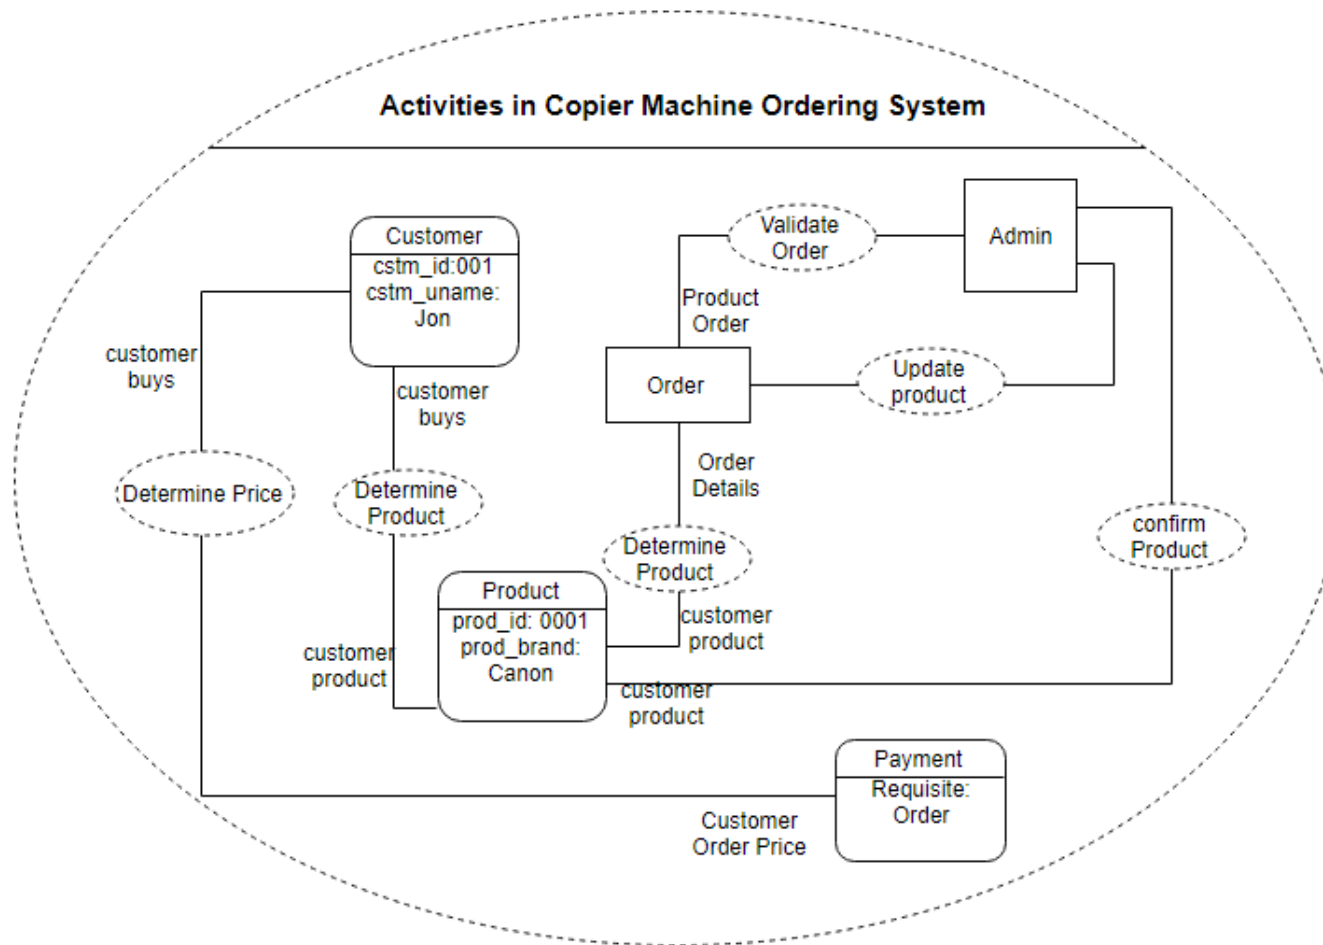 Activities in Copier Machine Ordering System
Customer
cstm_id:001
cstm_uname:
Jon
customer
buys
customer
buys
Determine Price
Determine
Product
customer
product
Product
prod_id: 0001
prod_brand:
Canon
Validate
Order
Admin
Product
Order
Order
Update
product
Order
Details
Determine
Product
customer
product
customer
product
confirm
Product
Payment
Requisite:
Order
Customer
Order Price